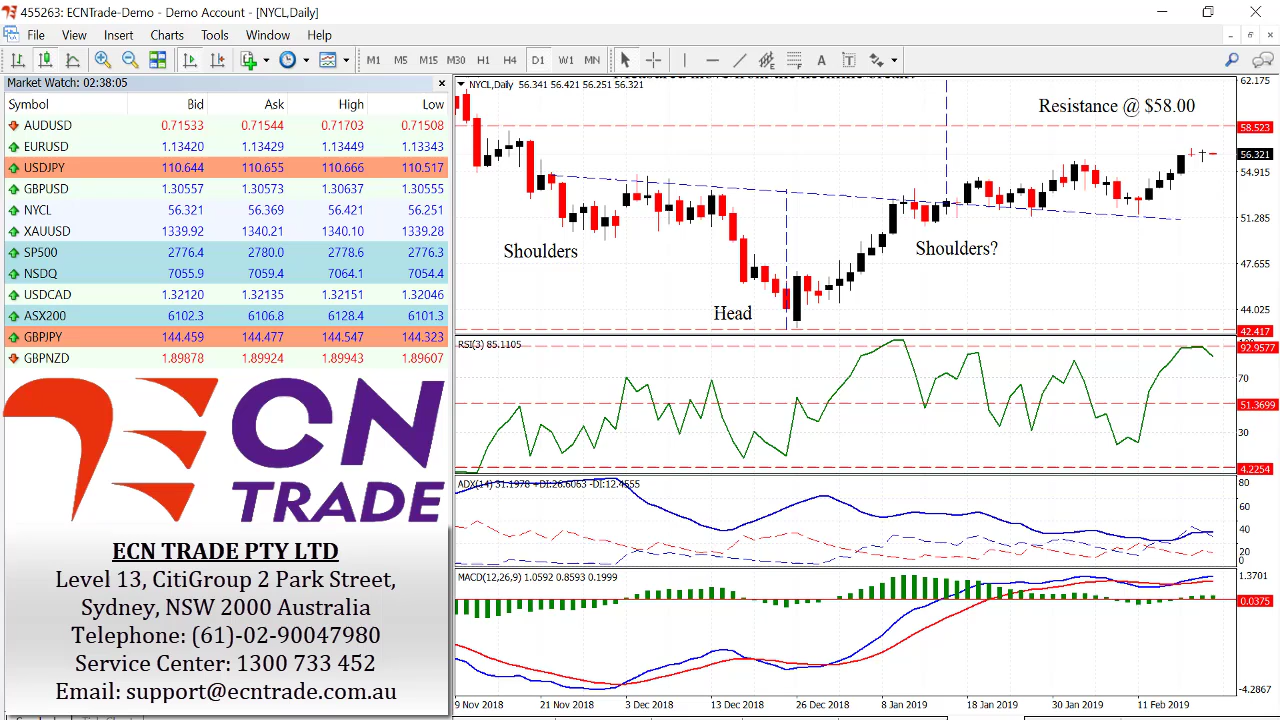 455263: ECNTrade-Demo - Demo Account - [NYCL,Daily]
File View Insert Charts Tools Window Help
M1 M5 M15 M30 H1 H4 D1 W1 MN
A T
Market Watch: 02:38:05
Symbol Bid Ask High Low
AUDUSD 0.71533 0.71544 0.71703 0.71508
EURUSD 1.13420 1.13429 1.13449 1.13343
USDJPY 110.644 110.655 110.666 110.517
GBPUSD 1.30557 1.30573 1.30637 1.30555
NYCL 56.321 56.369 56.421 56.251
XAUUSD 1339.92 1340.21 1340.10 1339.28
SP500 2776.4 2780.0 2778.6 2776.3
NSDQ 7055.9 7059.4 7064.1 7054.4
USDCAD 1.32120 1.32135 1.32151 1.32046
ASX200 6102.3 6106.8 6128.4 6101.3
GBPJPY 144.459 144.477 144.547 144.323
GBPNZD 1.89878 1.89924 1.89943 1.89607
ECN
TRADE
ECN TRADE PTY LTD
Level 13, CitiGroup 2 Park Street,
Sydney, NSW 2000 Australia
Telephone: (61)-02-90047980
Service Center: 1300 733 452
Email: support@ecntrade.com.au
NYCL,Daily 56.341 56.421 56.251 56.321
Resistance @ $58.00
Shoulders
Head
Shoulders?
62.175
58.523
56.321
54.915
51.285
47.655
44.025
42.417
RSI(3) 85.1105
92.9577
70
51.3699
30
4.2254
ADX(14) 31.1978 +DI:26.6063 -DI:12.4555
80
60
40
20
MACD(12,26,9) 1.0592 0.8593 0.1999
1.3701
0.0375
-4.2867
9 Nov 2018 21 Nov 2018 3 Dec 2018 13 Dec 2018 26 Dec 2018 8 Jan 2019 18 Jan 2019 30 Jan 2019 11 Feb 2019